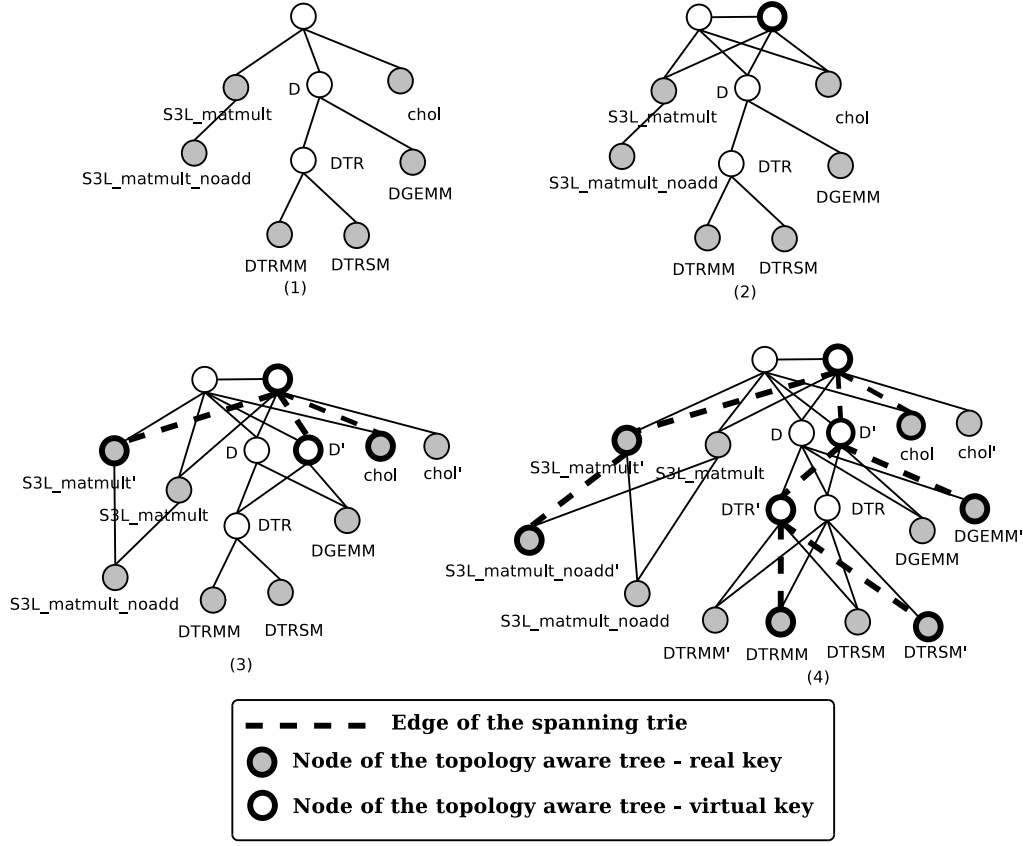 D
S3L_matmult
chol
S3L_matmult_noadd
DTR
DGEMM
DTRMM
DTRSM
(1)
D
S3L_matmult
chol
S3L_matmult_noadd
DTR
DGEMM
DTRMM
DTRSM
(2)
D
D'
chol
chol'
S3L_matmult'
S3L_matmult
DTR
DGEMM
S3L_matmult_noadd
DTRMM
DTRSM
(3)
D
D'
chol
chol'
S3L_matmult'
S3L_matmult
DTR'
DTR
DGEMM'
DGEMM
S3L_matmult_noadd'
S3L_matmult_noadd
DTRMM'
DTRMM
DTRSM
DTRSM'
(4)
Edge of the spanning trie
Node of the topology aware tree - real key
Node of the topology aware tree - virtual key